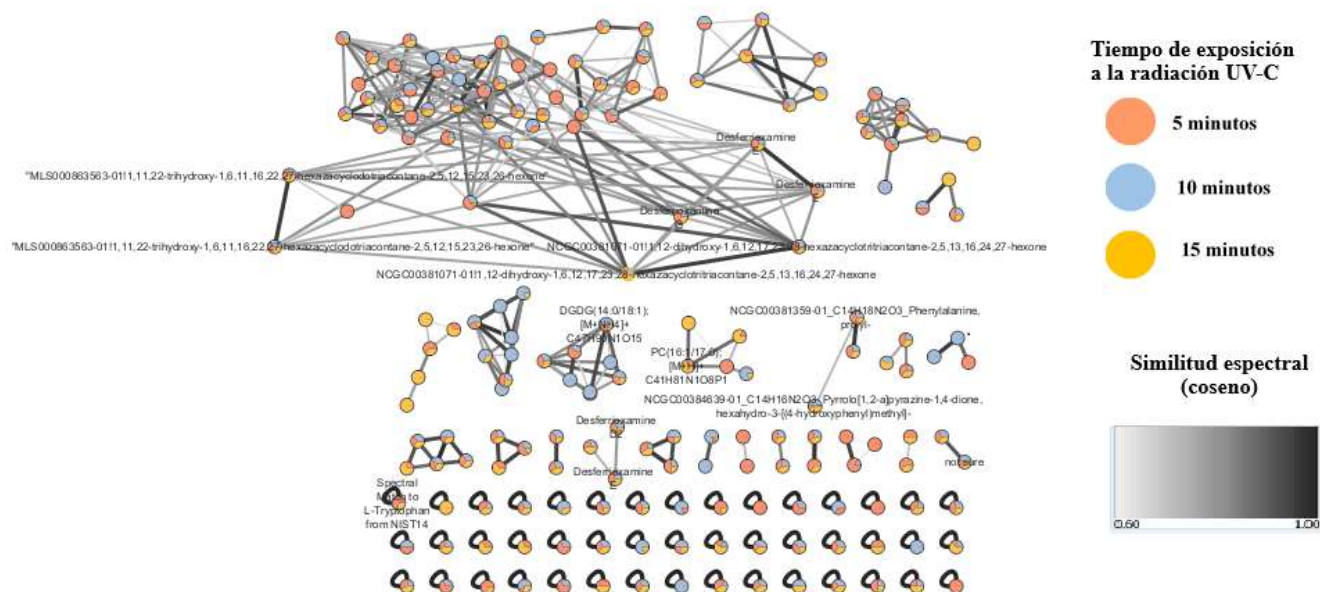 Tiempo de exposición
a la radiación UV-C
5 minutos
10 minutos
15 minutos
Desferrioxamine
E
"MLS000863563-01!1,11,22-trihydroxy-1,6,11,16,22,27-hexazacyclodotriacontane-2,5,12,15,23,26-hexone"
Desferrioxamine
Desferrioxamine
"MLS000863563-01!1,11,22-trihydroxy-1,6,11,16,22,27-hexazacyclodotriacontane-2,5,12,15,23,26-hexone"
NCGC00381071-01!1,12-dihydroxy-1,6,12,17,23,28-hexazacyclotritriacontane-2,5,13,16,24,27-hexone
NCGC00381071-01!1,12-dihydroxy-1,6,12,17,23,28-hexazacyclotritriacontane-2,5,13,16,24,27-hexone
DGDG(14:0/18:1);
[M+NH4]+
C47H90N1O15
NCGC00381359-01_C14H18N2O3_Phenylalanine,
prolyl-
PC(16:1/17:0);
[M+H]+
C41H81N1O8P1
NCGC00384639-01_C14H16N2O3_Pyrrolo[1,2-a]pyrazine-1,4-dione,
hexahydro-3-[(4-hydroxyphenyl)methyl]-
Similitud espectral
(coseno)
0.60
1.00
Desferrioxamine
D2
Desferrioxamine
E
not sure
Spectral
Match to
L-Tryptophan
from NIST14